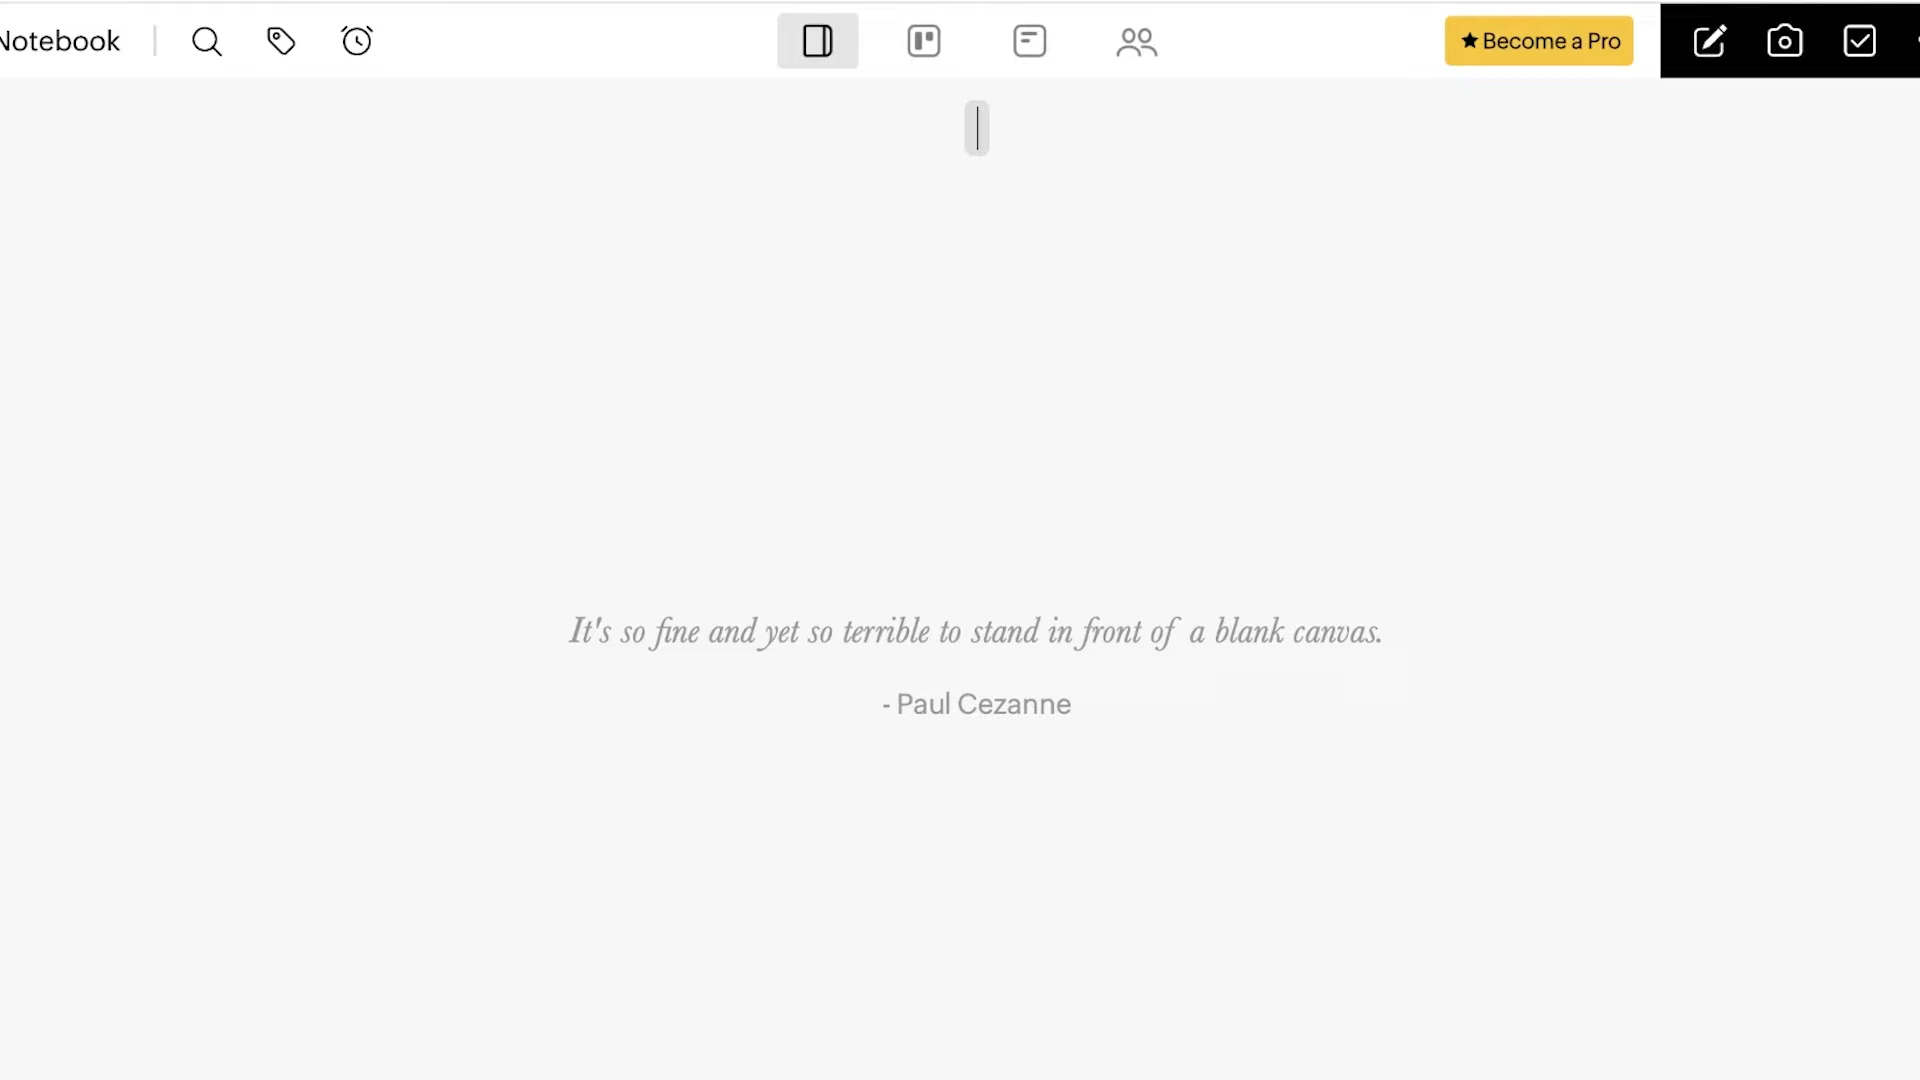 Notebook
Become a Pro
It's so fine and yet so terrible to stand in front of a blank canvas.
- Paul Cezanne